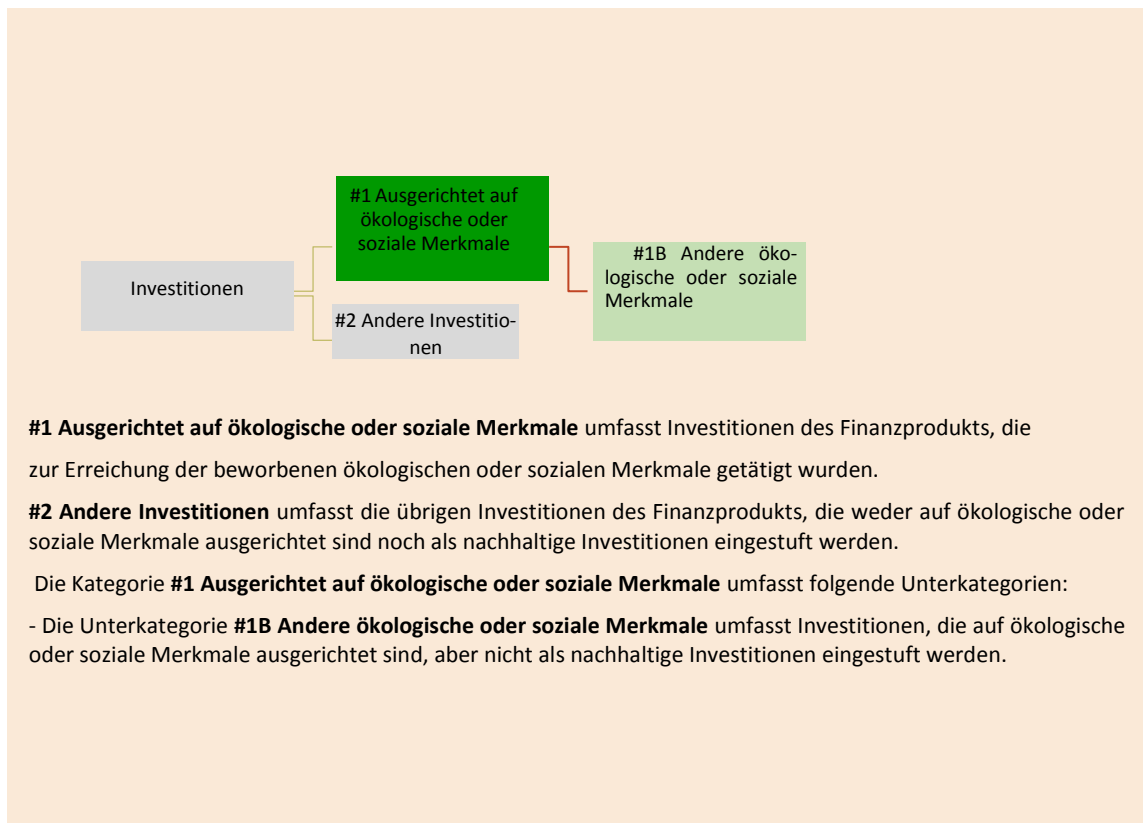 #1 Ausgerichtet auf
ökologische oder
soziale Merkmale
#1B Andere öko-
logische oder soziale
Merkmale
Investitionen
#2 Andere Investitio-
nen
#1 Ausgerichtet auf ökologische oder soziale Merkmale umfasst Investitionen des Finanzprodukts, die
zur Erreichung der beworbenen ökologischen oder sozialen Merkmale getätigt wurden.
#2 Andere Investitionen umfasst die übrigen Investitionen des Finanzprodukts, die weder auf ökologische oder
soziale Merkmale ausgerichtet sind noch als nachhaltige Investitionen eingestuft werden.
Die Kategorie #1 Ausgerichtet auf ökologische oder soziale Merkmale umfasst folgende Unterkategorien:
- Die Unterkategorie #1B Andere ökologische oder soziale Merkmale umfasst Investitionen, die auf ökologische
oder soziale Merkmale ausgerichtet sind, aber nicht als nachhaltige Investitionen eingestuft werden.